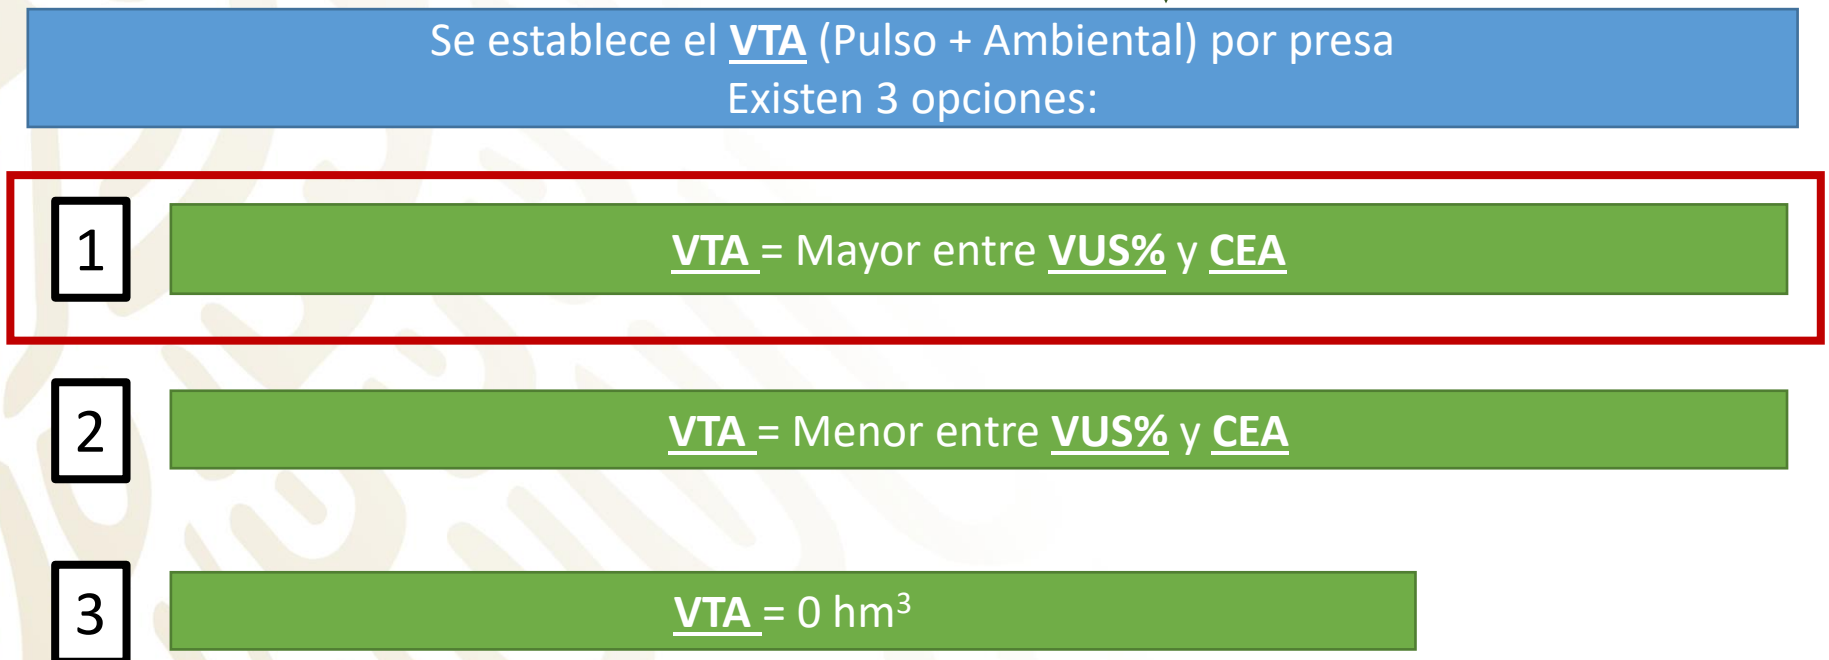 Se establece el VTA (Pulso + Ambiental) por presa
Existen 3 opciones:
1
VTA = Mayor entre VUS% y CEA
2
VTA = Menor entre VUS% y CEA
3
VTA = 0 hm³